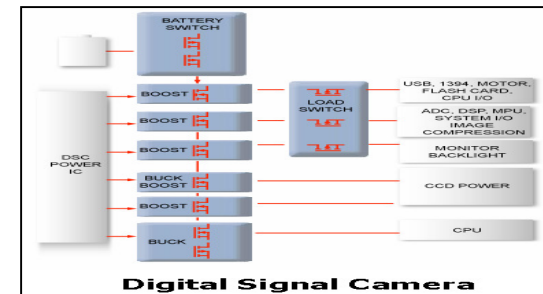 BATTERY
SWITCH
BOOST
BOOST
BOOST
BUCK
BOOST
BOOST
BUCK
DSC
POWER
IC
LOAD
SWITCH
USB, 1394, MOTOR,
FLASH CARD,
CPU I/O
ADC, DSP, MPU,
SYSTEM I/O
IMAGE
COMPRESSION
MONITOR
BACKLIGHT
CCD POWER
CPU
Digital Signal Camera